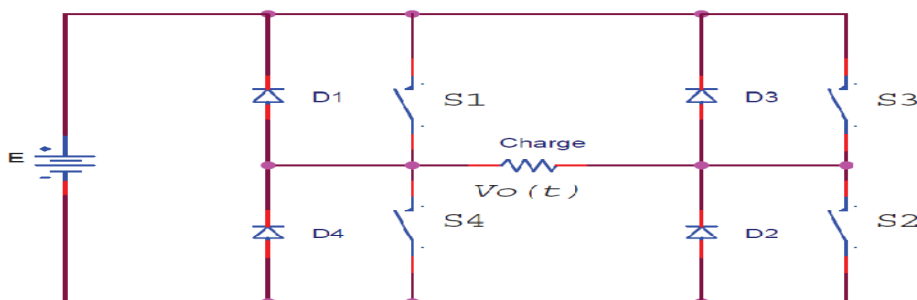 D1 S1 D3 S3
E
Charge
Vo(t)
D4 S4 D2 S2